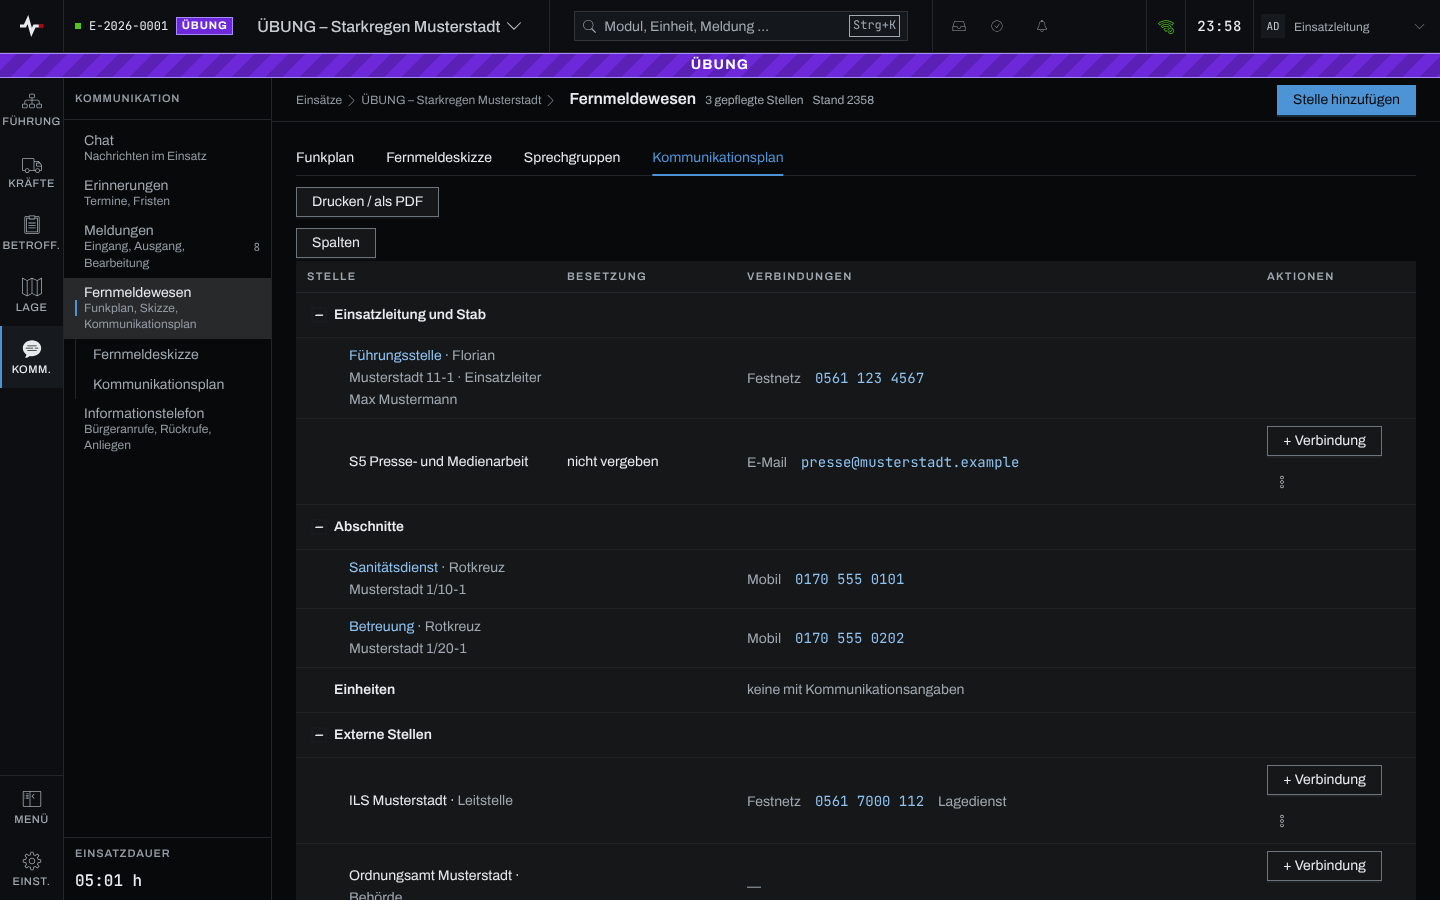 E-2026-0001 ÜBUNG ÜBUNG – Starkregen Musterstadt Modul, Einheit, Meldung ... Strg+K 23:58 AD Einsatzleitung
ÜBUNG
FÜHRUNG
KRÄFTE
BETROFF.
LAGE
KOMM.
MENÜ
EINST.
KOMMUNIKATION
Chat
Nachrichten im Einsatz
Erinnerungen
Termine, Fristen
Meldungen
Eingang, Ausgang,
Bearbeitung
8
Fernmeldewesen
Funkplan, Skizze,
Kommunikationsplan
Fernmeldeskizze
Kommunikationsplan
Informationstelefon
Bürgeranrufe, Rückrufe,
Anliegen
EINSATZDAUER
05:01 h
Einsätze ÜBUNG – Starkregen Musterstadt Fernmeldewesen 3 gepflegte Stellen Stand 2358 Stelle hinzufügen
Funkplan Fernmeldeskizze Sprechgruppen Kommunikationsplan
Drucken / als PDF
Spalten
STELLE BESETZUNG VERBINDUNGEN AKTIONEN
– Einsatzleitung und Stab
Führungsstelle · Florian
Musterstadt 11-1 · Einsatzleiter
Max Mustermann
Festnetz 0561 123 4567
S5 Presse- und Medienarbeit nicht vergeben E-Mail presse@musterstadt.example + Verbindung
– Abschnitte
Sanitätsdienst · Rotkreuz
Musterstadt 1/10-1
Mobil 0170 555 0101
Betreuung · Rotkreuz
Musterstadt 1/20-1
Mobil 0170 555 0202
Einheiten keine mit Kommunikationsangaben
– Externe Stellen
ILS Musterstadt · Leitstelle Festnetz 0561 7000 112 Lagedienst + Verbindung
Ordnungsamt Musterstadt ·
Behörde
— + Verbindung